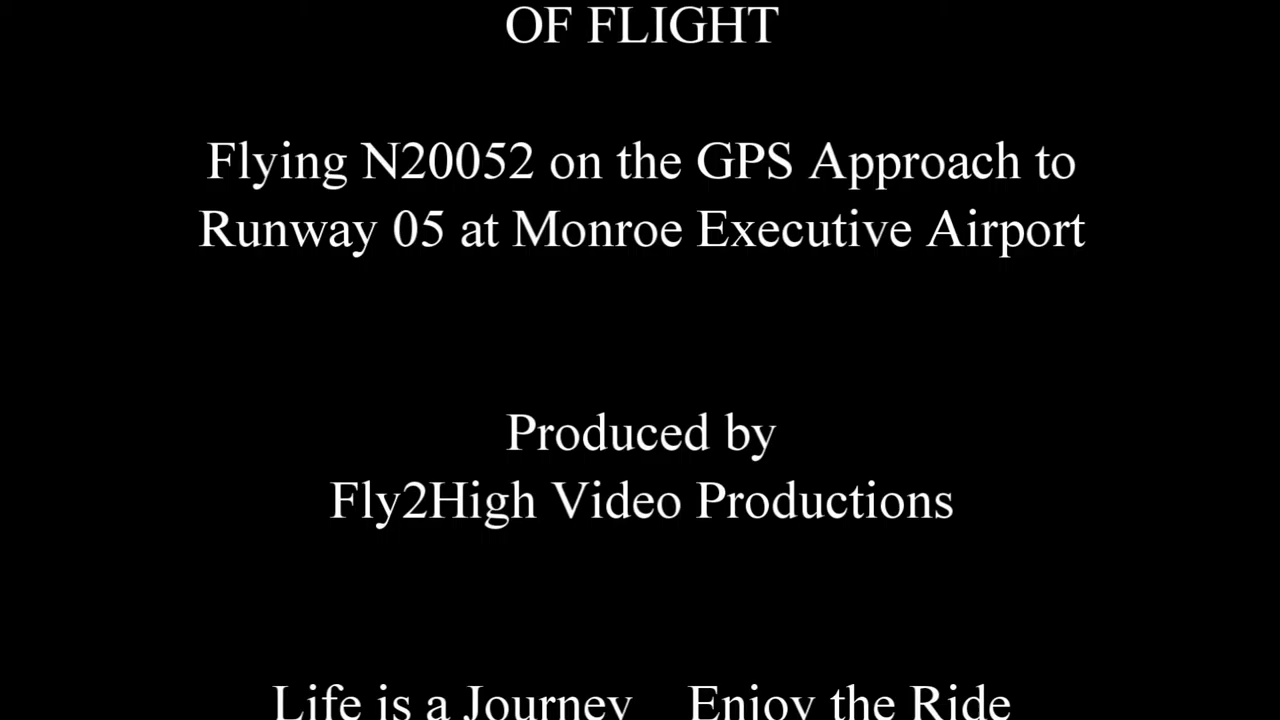 OF FLIGHT
Flying N20052 on the GPS Approach to
Runway 05 at Monroe Executive Airport
Produced by
Fly2High Video Productions
Life is a Journey    Enjoy the Ride